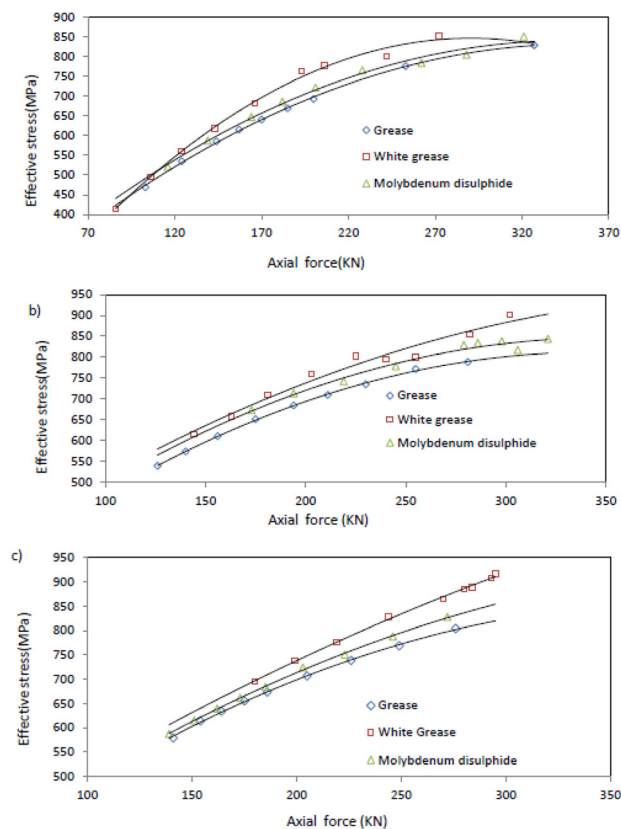 900
850
800
750
700
650
600
550
500
450
400
Effective stress(MPa)
Grease
White grease
Molybdenum disulphide
70 120 170 220 270 320 370
Axial force(KN)
b)
950
900
850
800
750
700
650
600
550
500
Effective stress(MPa)
Grease
White grease
Molybdenum disulphide
100 150 200 250 300 350
Axial force (KN)
c)
950
900
850
800
750
700
650
600
550
500
Effective stress(MPa)
Grease
White Grease
Molybdenum disulphide
100 150 200 250 300 350
Axial force (KN)